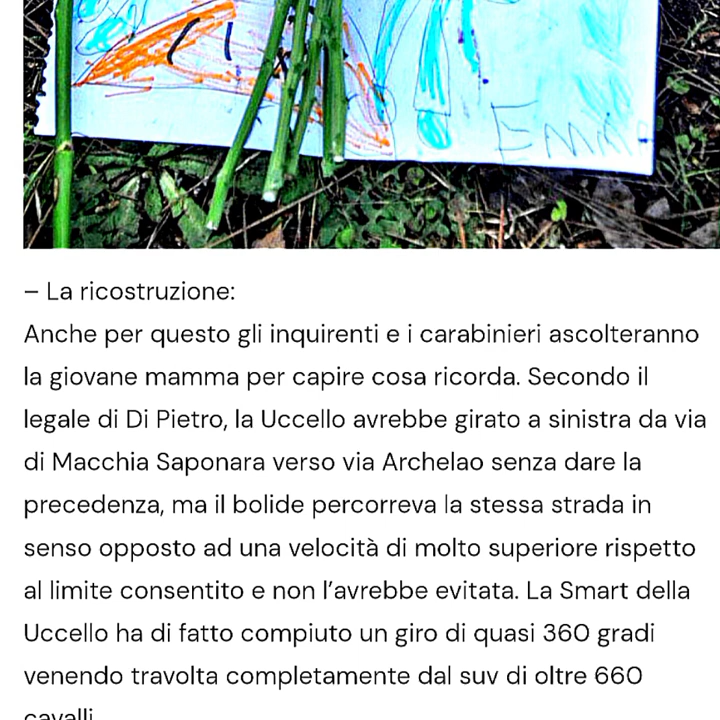 EMMA
– La ricostruzione:
Anche per questo gli inquirenti e i carabinieri ascolteranno
la giovane mamma per capire cosa ricorda. Secondo il
legale di Di Pietro, la Uccello avrebbe girato a sinistra da via
di Macchia Saponara verso via Archelao senza dare la
precedenza, ma il bolide percorreva la stessa strada in
senso opposto ad una velocità di molto superiore rispetto
al limite consentito e non l’avrebbe evitata. La Smart della
Uccello ha di fatto compiuto un giro di quasi 360 gradi
venendo travolta completamente dal suv di oltre 660
cavalli